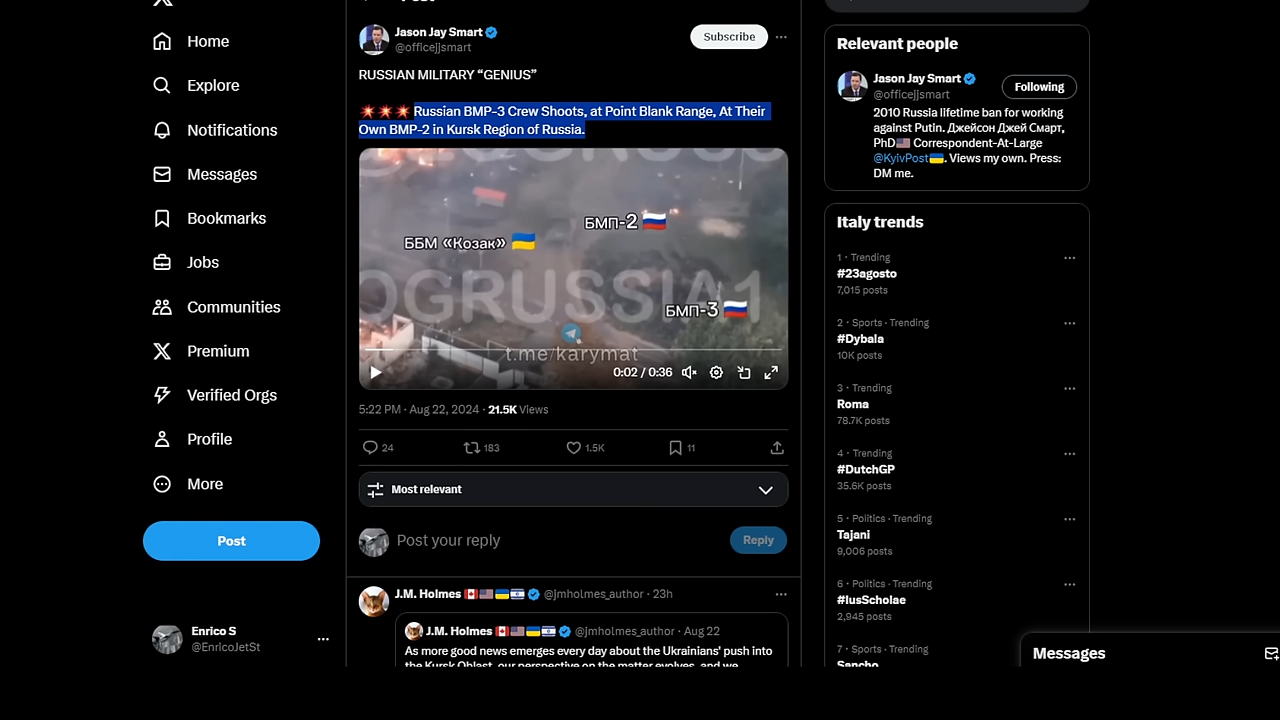 Home
Explore
Notifications
Messages
Bookmarks
Jobs
Communities
Premium
Verified Orgs
Profile
More
Post
Enrico S
@EnricoJetSt
Jason Jay Smart
@officejjsmart
Subscribe
RUSSIAN MILITARY “GENIUS”
Russian BMP-3 Crew Shoots, at Point Blank Range, At Their
Own BMP-2 in Kursk Region of Russia.
БМП-2
ББМ «Козак»
OGRUSSIA1
БМП-3
t.me/karymat
0:02 / 0:36
5:22 PM · Aug 22, 2024 · 21.5K Views
24 183 1.5K 11
Most relevant
Post your reply
Reply
J.M. Holmes @jmholmes_author · 23h
J.M. Holmes @jmholmes_author · Aug 22
As more good news emerges every day about the Ukrainians' push into
the Kursk Oblast, our perspective on the matter evolves, and we
Relevant people
Jason Jay Smart
@officejjsmart
Following
2010 Russia lifetime ban for working
against Putin. Джейсон Джей Смарт,
PhD Correspondent-At-Large
@KyivPost. Views my own. Press:
DM me.
Italy trends
1 · Trending
#23agosto
7,015 posts
2 · Sports · Trending
#Dybala
10K posts
3 · Trending
Roma
78.7K posts
4 · Trending
#DutchGP
35.6K posts
5 · Politics · Trending
Tajani
9,006 posts
6 · Politics · Trending
#IusScholae
2,945 posts
7 · Sports · Trending
Sancho
Messages